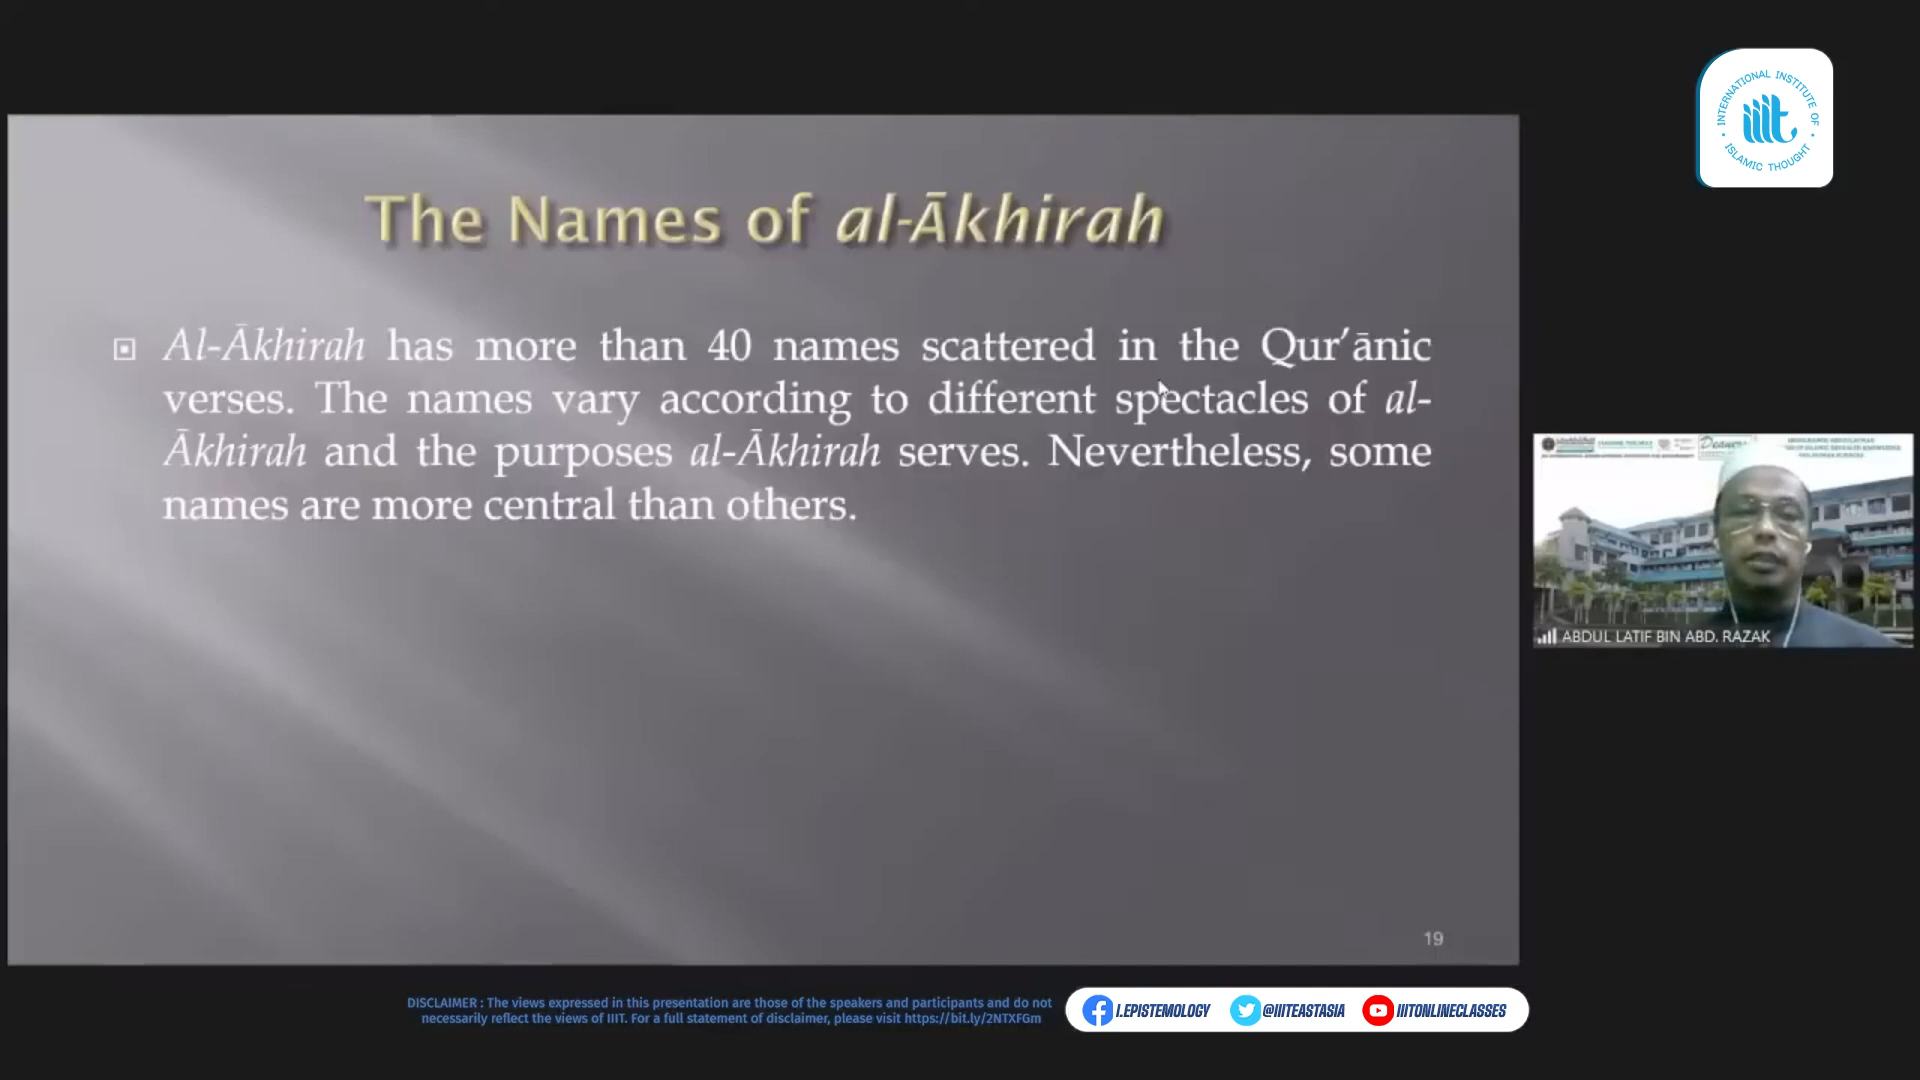 INTERNATIONAL INSTITUTE OF
ISLAMIC THOUGHT
iiit
The Names of al-Ākhirah
Al-Ākhirah has more than 40 names scattered in the Qur’ānic
verses. The names vary according to different spectacles of al-
Ākhirah and the purposes al-Ākhirah serves. Nevertheless, some
names are more central than others.
ABDUL LATIF BIN ABD. RAZAK
19
DISCLAIMER : The views expressed in this presentation are those of the speakers and participants and do not
necessarily reflect the views of IIIT. For a full statement of disclaimer, please visit https://bit.ly/2NTXFGm
I.EPISTEMOLOGY
@IIITEASTASIA
IIITONLINECLASSES